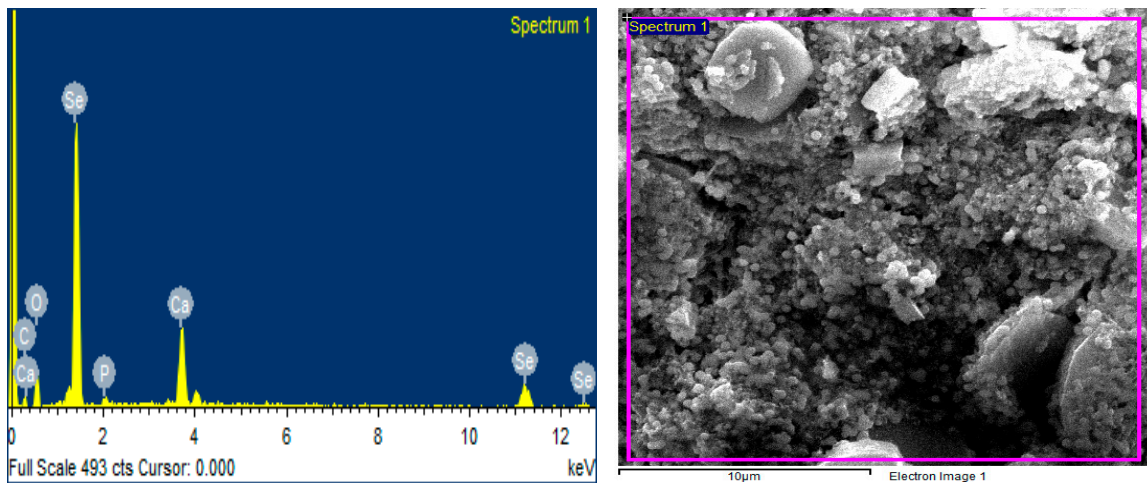 Spectrum 1
Se
O
Ca
C
Se
Ca
P
Se
0 2 4 6 8 10 12
Full Scale 493 cts Cursor: 0.000 keV
Spectrum 1
10µm Electron Image 1